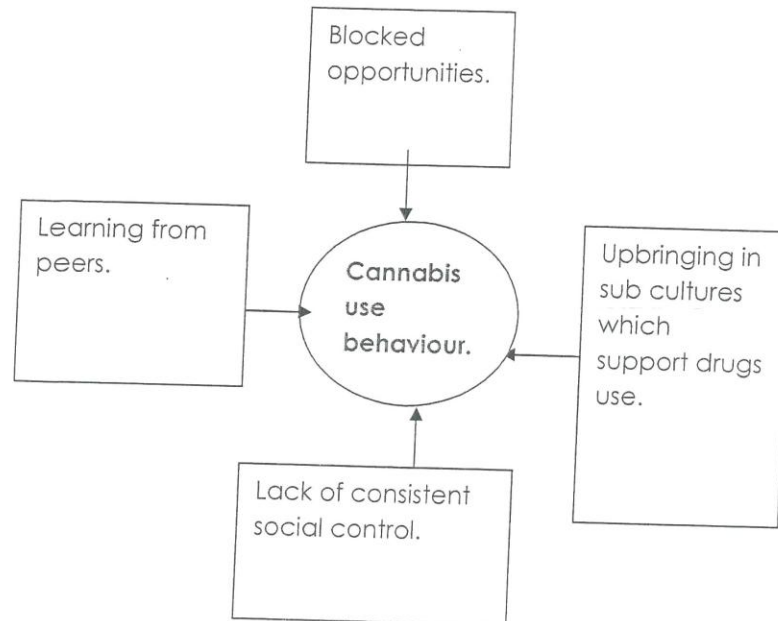 Blocked
opportunities.
Learning from
peers.
Cannabis
use
behaviour.
Upbringing in
sub cultures
which
support drugs
use.
Lack of consistent
social control.